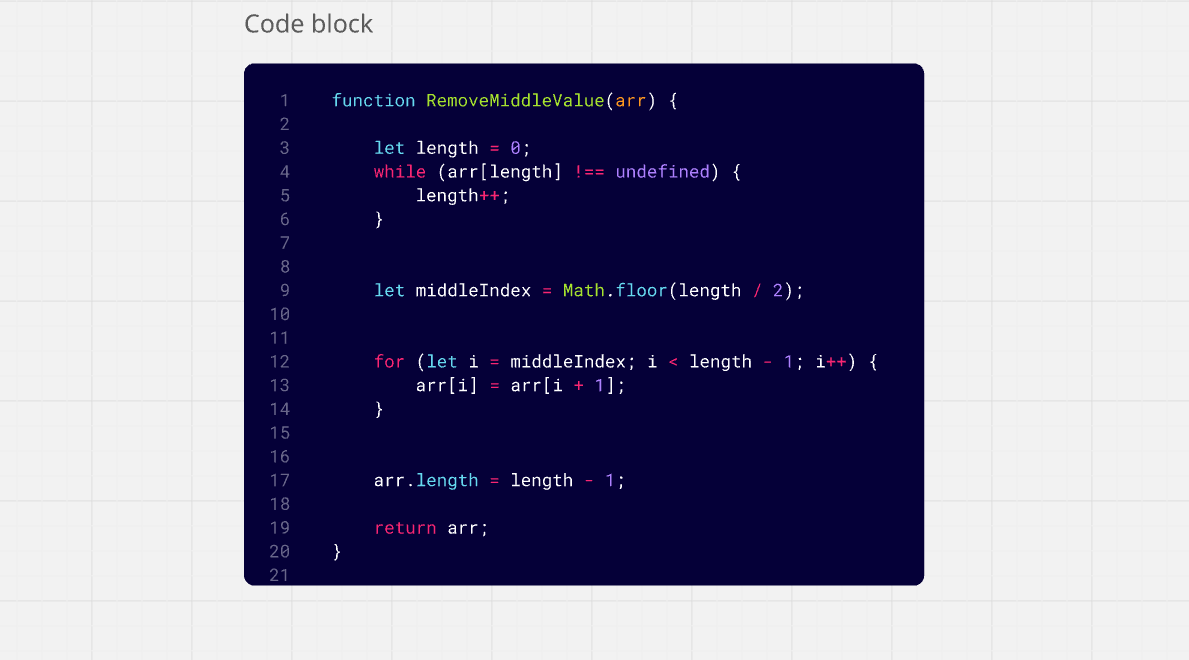 Code block
1 function RemoveMiddleValue(arr) {
2
3 let length = 0;
4 while (arr[length] !== undefined) {
5 length++;
6 }
7
8
9 let middleIndex = Math.floor(length / 2);
10
11
12 for (let i = middleIndex; i < length - 1; i++) {
13 arr[i] = arr[i + 1];
14 }
15
16
17 arr.length = length - 1;
18
19 return arr;
20 }
21